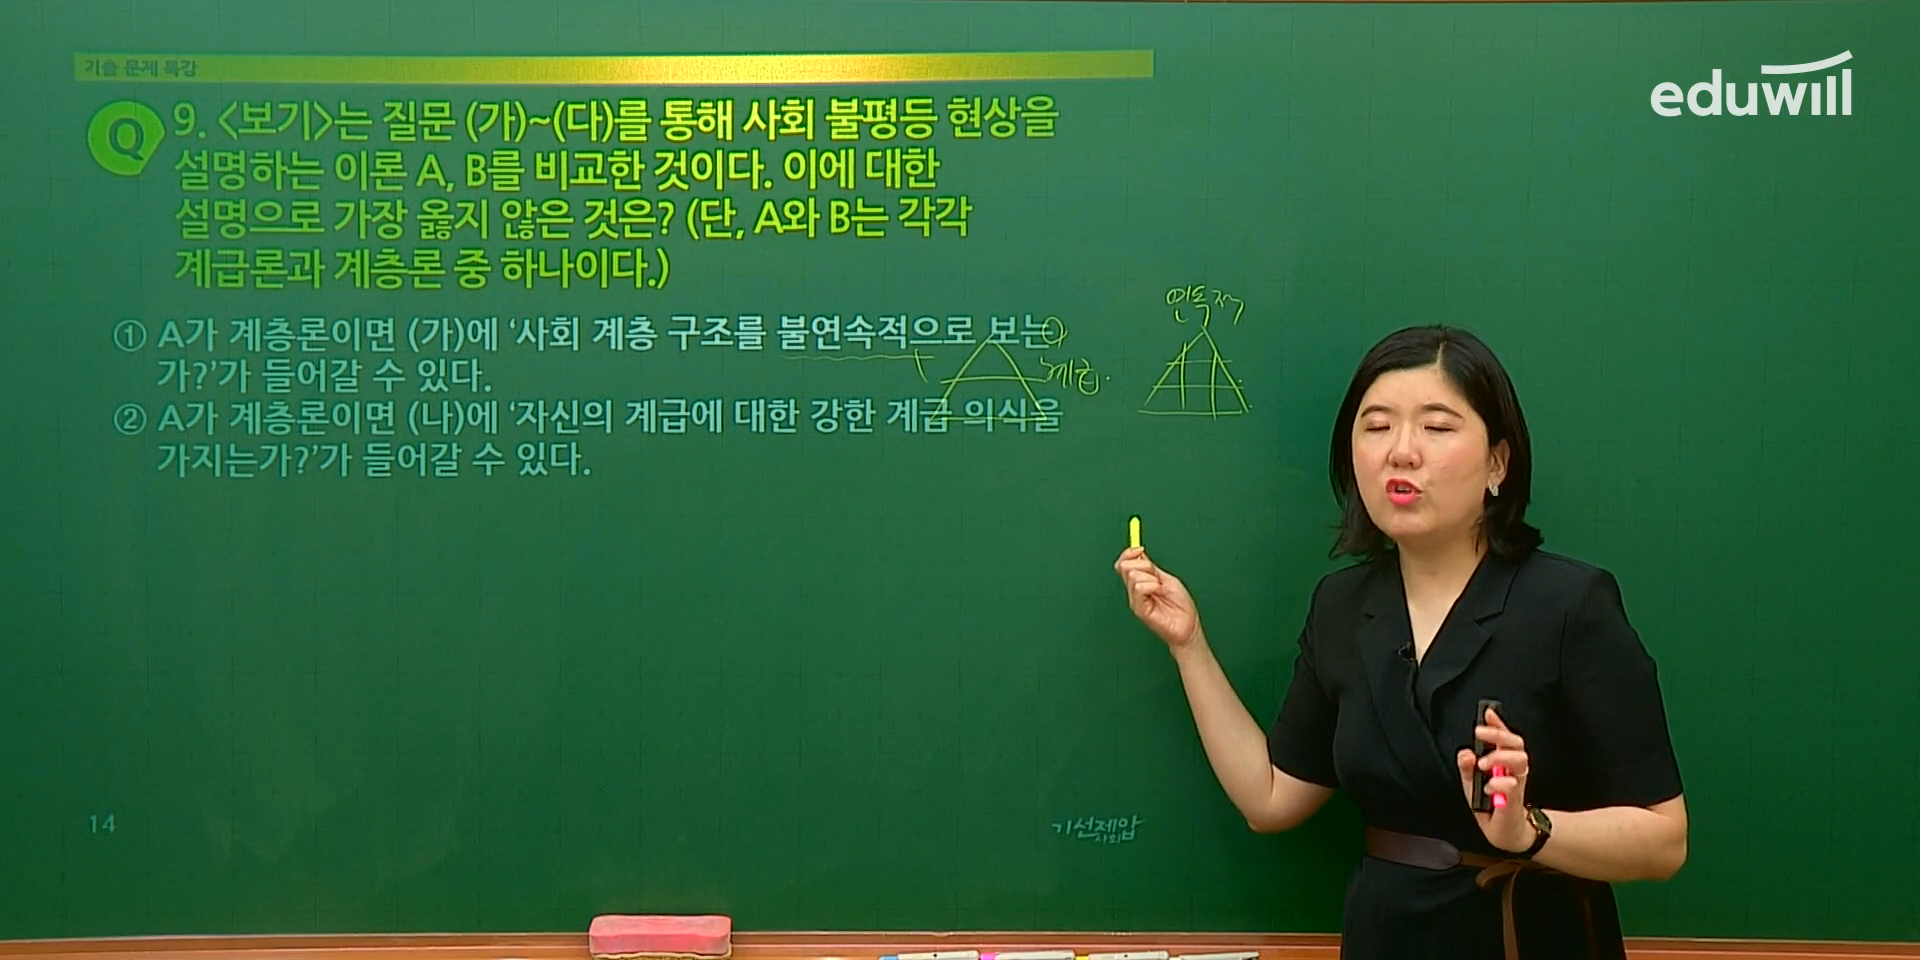 기출 문제 특강
eduwill
Q
9. <보기>는 질문 (가)~(다)를 통해 사회 불평등 현상을
설명하는 이론 A, B를 비교한 것이다. 이에 대한
설명으로 가장 옳지 않은 것은? (단, A와 B는 각각
계급론과 계층론 중 하나이다.)
연속적
① A가 계층론이면 (가)에 ‘사회 계층 구조를 불연속적으로 보는
가?’가 들어갈 수 있다.
계급.
② A가 계층론이면 (나)에 ‘자신의 계급에 대한 강한 계급 의식을
가지는가?’가 들어갈 수 있다.
14
기선제압
사회